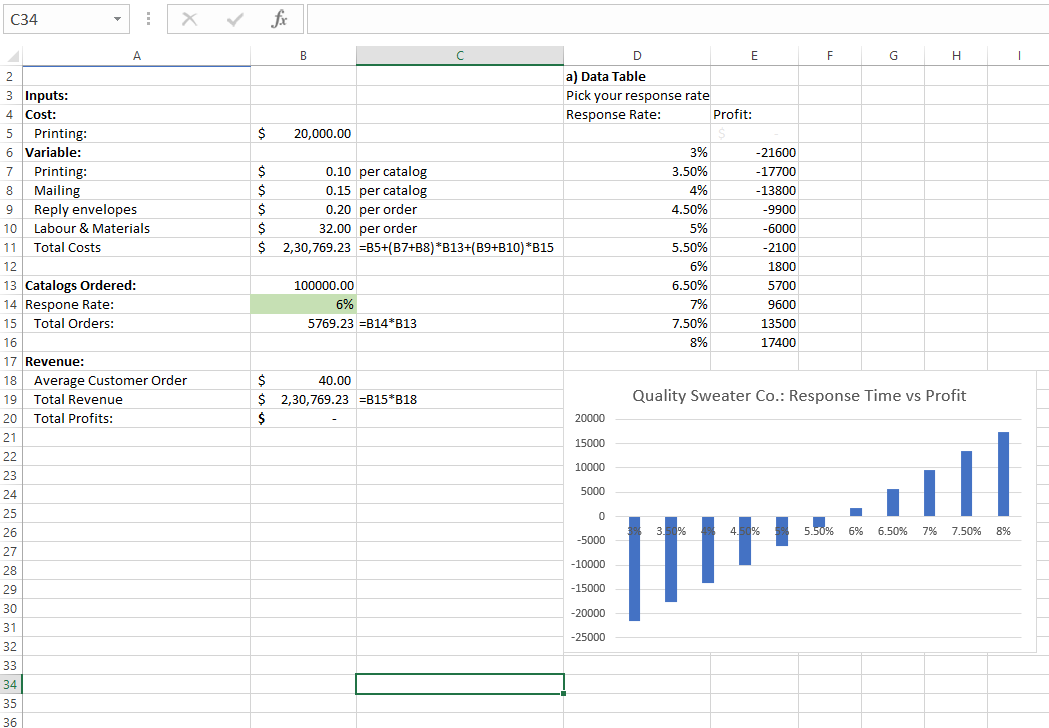 C34 fx
A B C D E F G H I
2 a) Data Table
3 Inputs: Pick your response rate
4 Cost: Response Rate: Profit:
5 Printing: $ 20,000.00 $ -
6 Variable: 3% -21600
7 Printing: $ 0.10 per catalog 3.50% -17700
8 Mailing $ 0.15 per catalog 4% -13800
9 Reply envelopes $ 0.20 per order 4.50% -9900
10 Labour & Materials $ 32.00 per order 5% -6000
11 Total Costs $ 2,30,769.23 =B5+(B7+B8)*B13+(B9+B10)*B15 5.50% -2100
12 6% 1800
13 Catalogs Ordered: 100000.00 6.50% 5700
14 Respone Rate: 6% 7% 9600
15 Total Orders: 5769.23 =B14*B13 7.50% 13500
16 8% 17400
17 Revenue:
18 Average Customer Order $ 40.00
19 Total Revenue $ 2,30,769.23 =B15*B18
20 Total Profits: $ -
21
22
23
24
25
26
27
28
29
30
31
32
33
34
35
36
Quality Sweater Co.: Response Time vs Profit
20000
15000
10000
5000
0
3% 3.50% 4% 4.50% 5% 5.50% 6% 6.50% 7% 7.50% 8%
-5000
-10000
-15000
-20000
-25000